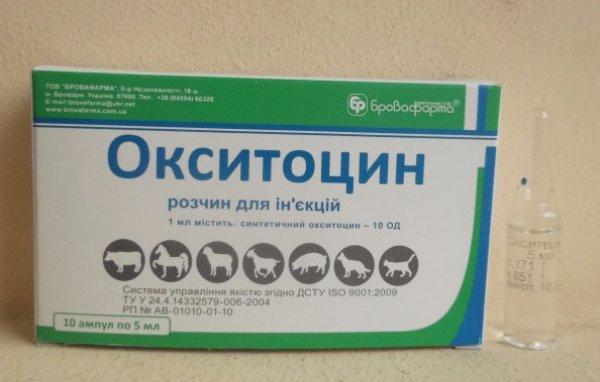 ТОВ "БРОВАФАРМА", б-р Незалежності, 18-а,
м. Бровари, Україна, 07400 Тел.: +38 (04594) 66320
E-mail:brovafarma@ukr.net
www.brovafarma.com.ua
Бровафарма®
Окситоцин
розчин для ін'єкцій
1 мл містить: синтетичний окситоцин – 10 ОД
Система управління якістю згідно ДСТУ ISO 9001:2009
ТУ У 24.4.14332579-006-2004
РП № АВ-01010-01-10
10 ампул по 5 мл
Окситоцин
5 мл